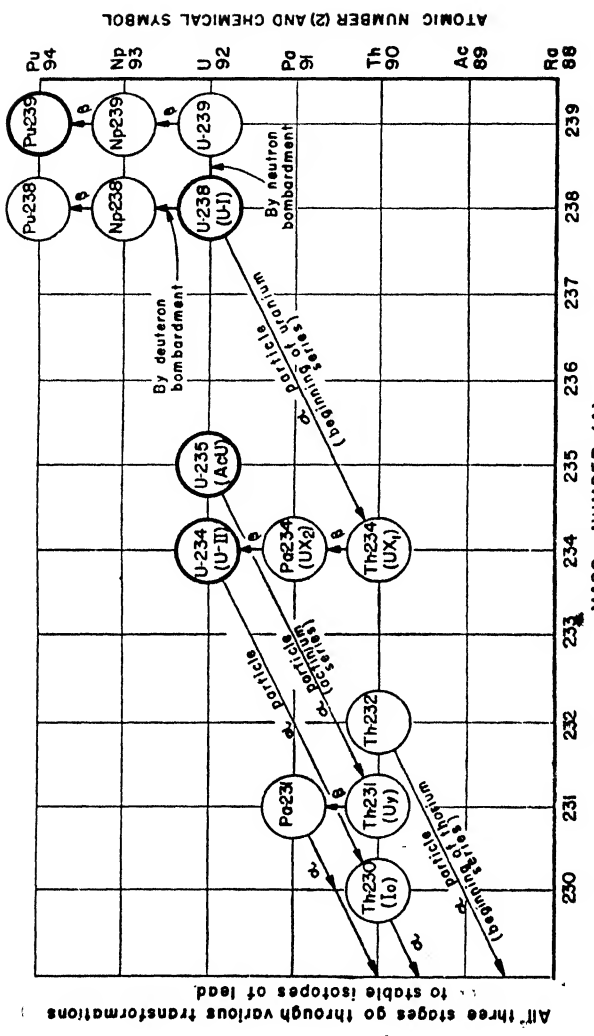 ATOMIC NUMBER (2) AND CHEMICAL SYMBOL
Pu
94
Np
93
U
92
Pa
91
Th
90
Ac
89
Ra
88
Pu239
Np239
U-239
β
β
Pu-238
Np238
U-238
(U-I)
β
By neutron
bombardment
By deuteron
bombardment
α Particle
(beginning of uranium
series)
U-235
(AcU)
U-234
(U-II)
Pa234
(UX₂)
Th234
(UX₁)
β
β
α Particle
α Particle
(actinium
series)
Pa231
Th231
(Uy)
β
Th232
Th230
(Io)
α
α
α Particle
(beginning of thorium
series)
239
238
237
236
235
234
233
232
231
230
All three stages go through various transformations
to stable isotopes of lead.